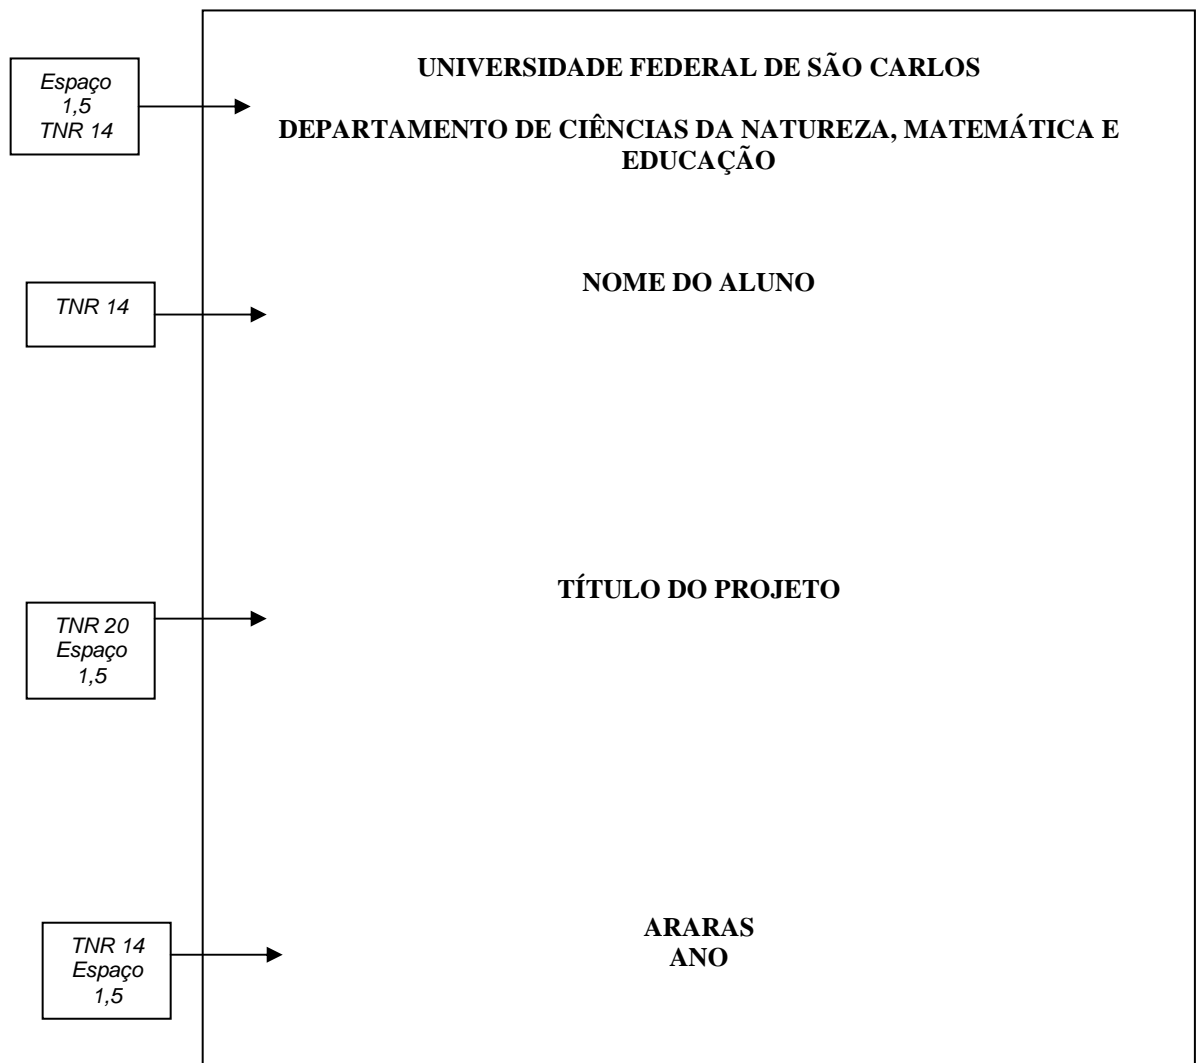 Espaço
1,5
TNR 14
UNIVERSIDADE FEDERAL DE SÃO CARLOS
DEPARTAMENTO DE CIÊNCIAS DA NATUREZA, MATEMÁTICA E
EDUCAÇÃO
TNR 14
NOME DO ALUNO
TNR 20
Espaço
1,5
TÍTULO DO PROJETO
TNR 14
Espaço
1,5
ARARAS
ANO